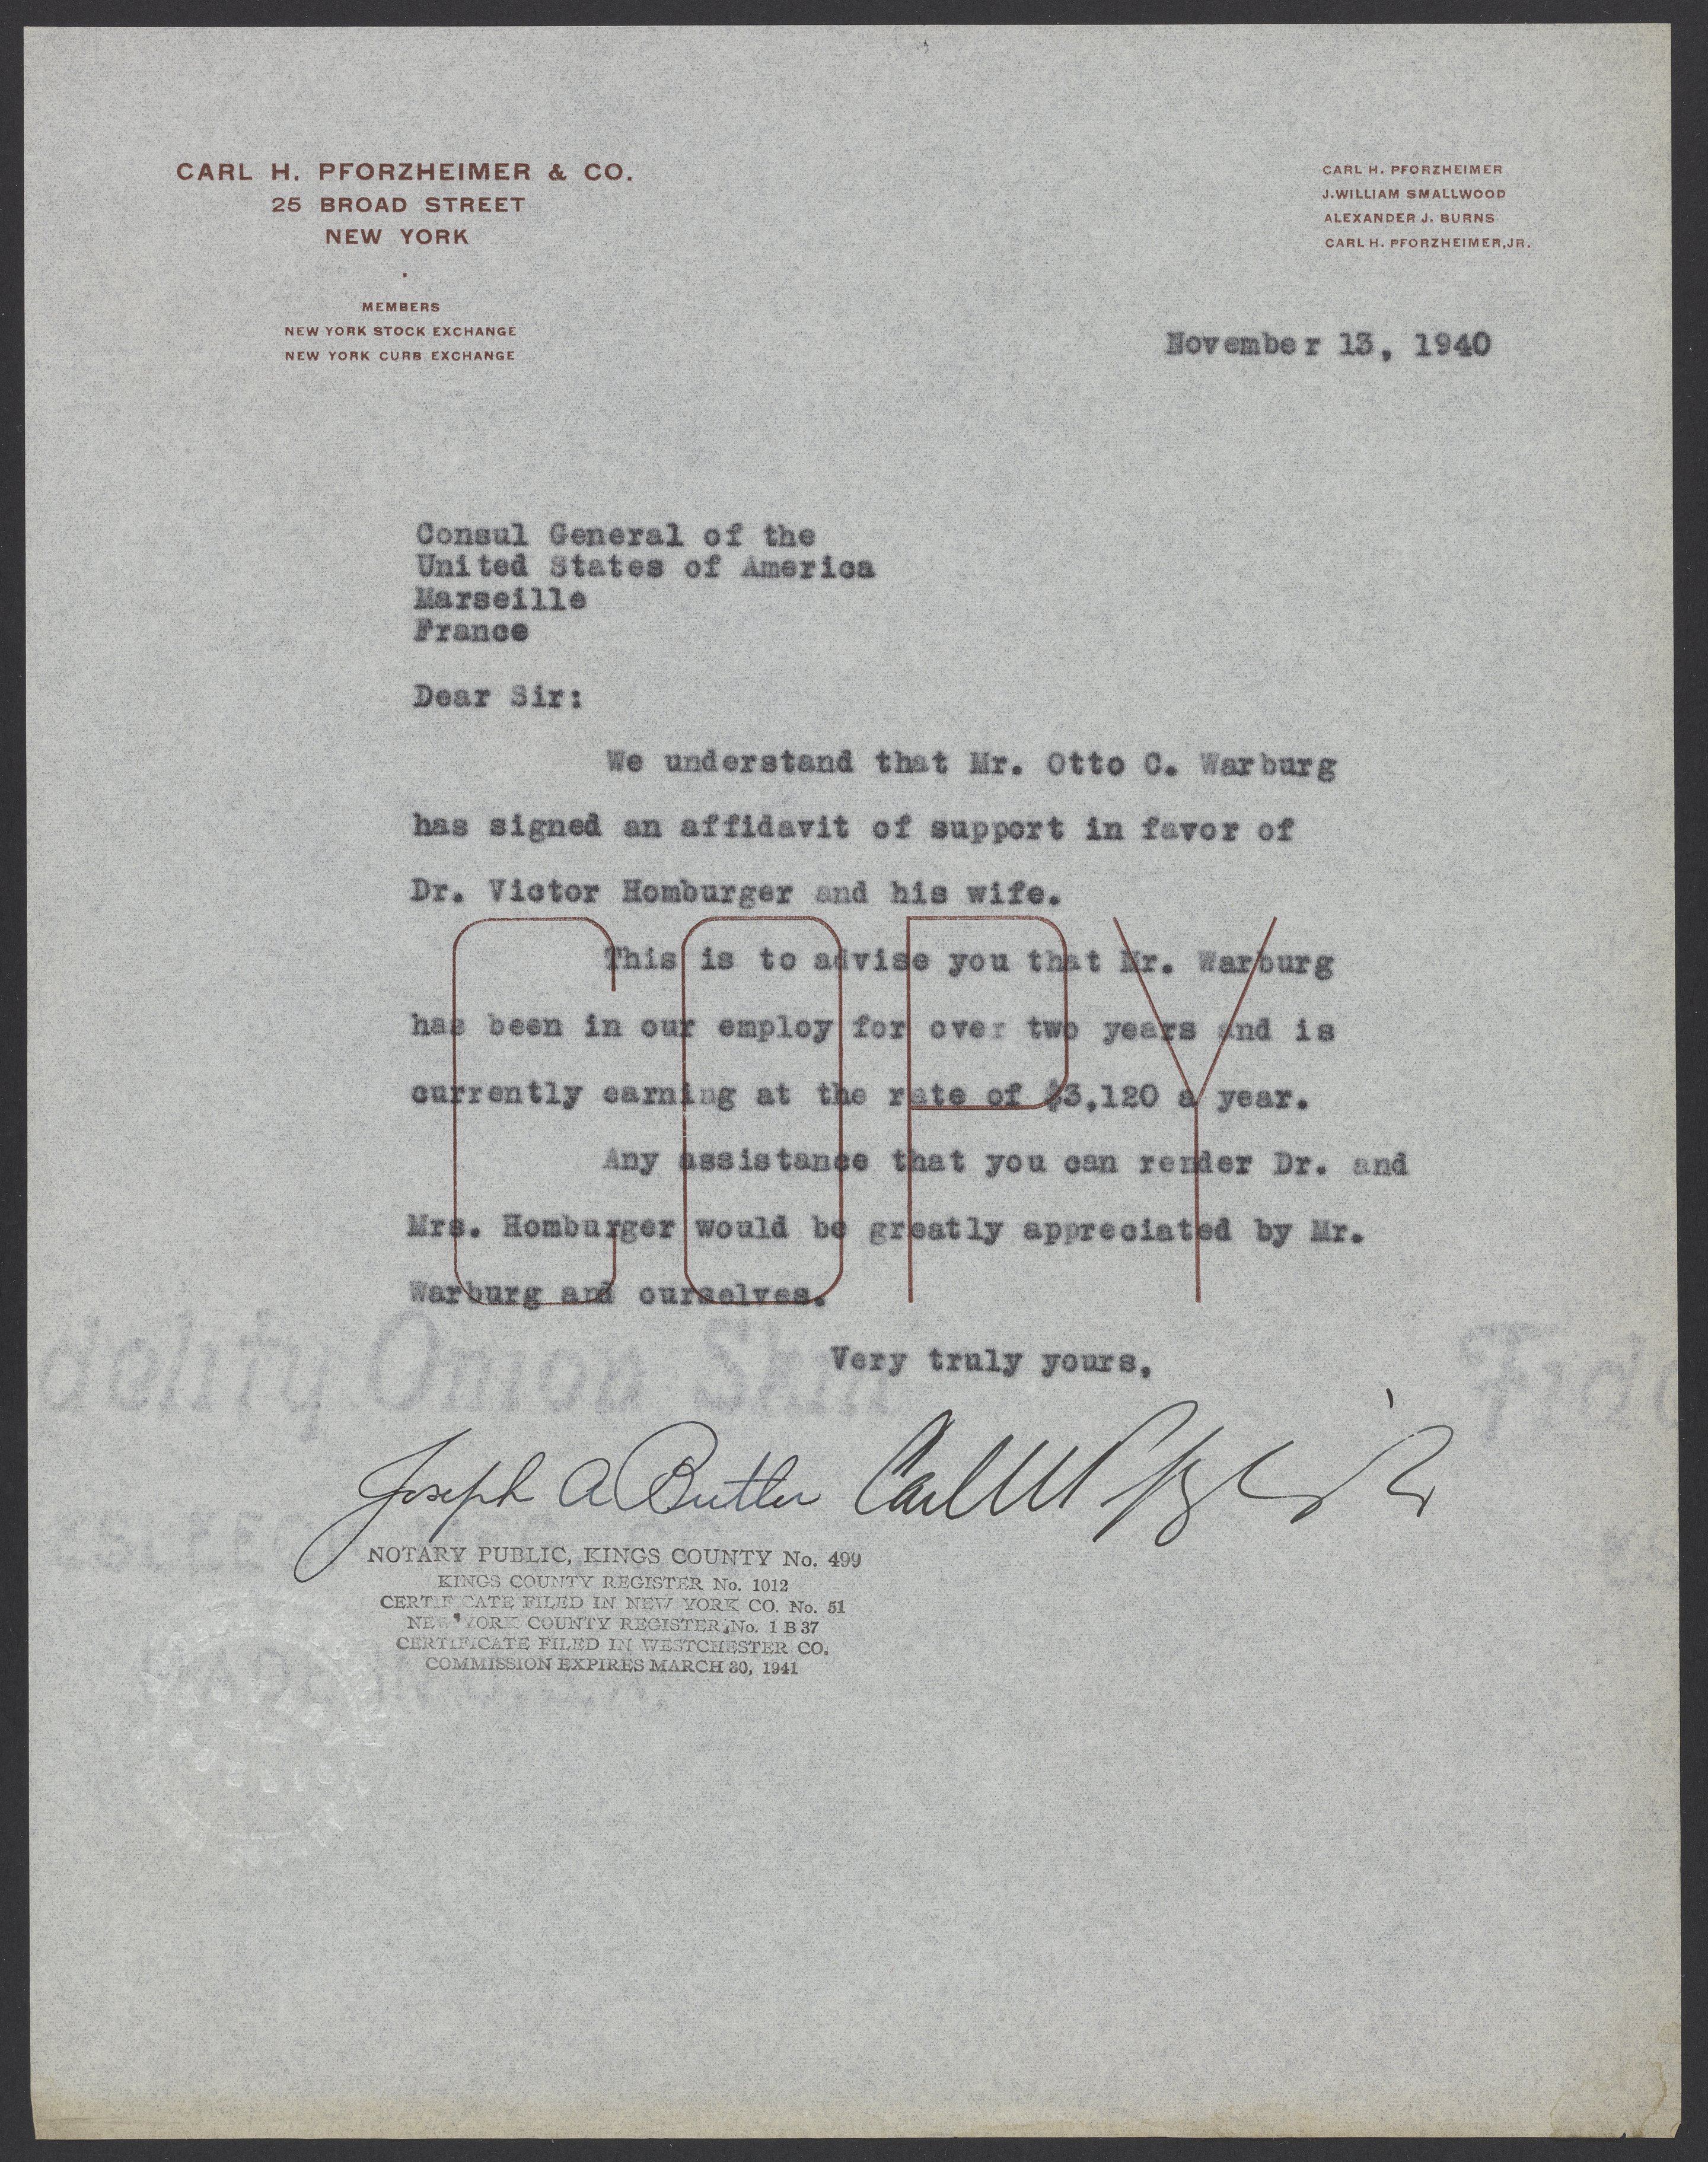 CARL H. PFORZHEIMER & CO.
25 BROAD STREET
NEW YORK
MEMBERS
NEW YORK STOCK EXCHANGE
NEW YORK CURB EXCHANGE
CARL H. PFORZHEIMER
J. WILLIAM SMALLWOOD
ALEXANDER J. BURNS
CARL H. PFORZHEIMER, JR.
November 13, 1940
Consul General of the
United States of America
Marseille
France
Dear Sir:
We understand that Mr. Otto C. Warburg
has signed an affidavit of support in favor of
Dr. Victor Homburger and his wife.
COPY
This is to advise you that Mr. Warburg
has been in our employ for over two years and is
currently earning at the rate of $3,120 a year.
Any assistance that you can render Dr. and
Mrs. Homburger would be greatly appreciated by Mr.
Warburg and ourselves.
Very truly yours,
delity Onion Skin
Fide
Joseph A Butler
NOTARY PUBLIC, KINGS COUNTY No. 499
KINGS COUNTY REGISTER No. 1012
CERTIFICATE FILED IN NEW YORK CO. No. 51
NEW YORK COUNTY REGISTER, No. 1 B 37
CERTIFICATE FILED IN WESTCHESTER CO.
COMMISSION EXPIRES MARCH 30, 1941
MADE IN U.S.A.